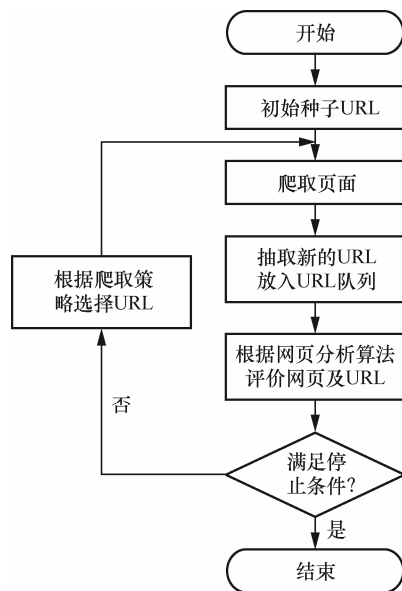 开始
初始种子URL
爬取页面
抽取新的URL
放入URL队列
根据爬取策
略选择URL
根据网页分析算法
评价网页及URL
否
满足停
止条件?
是
结束